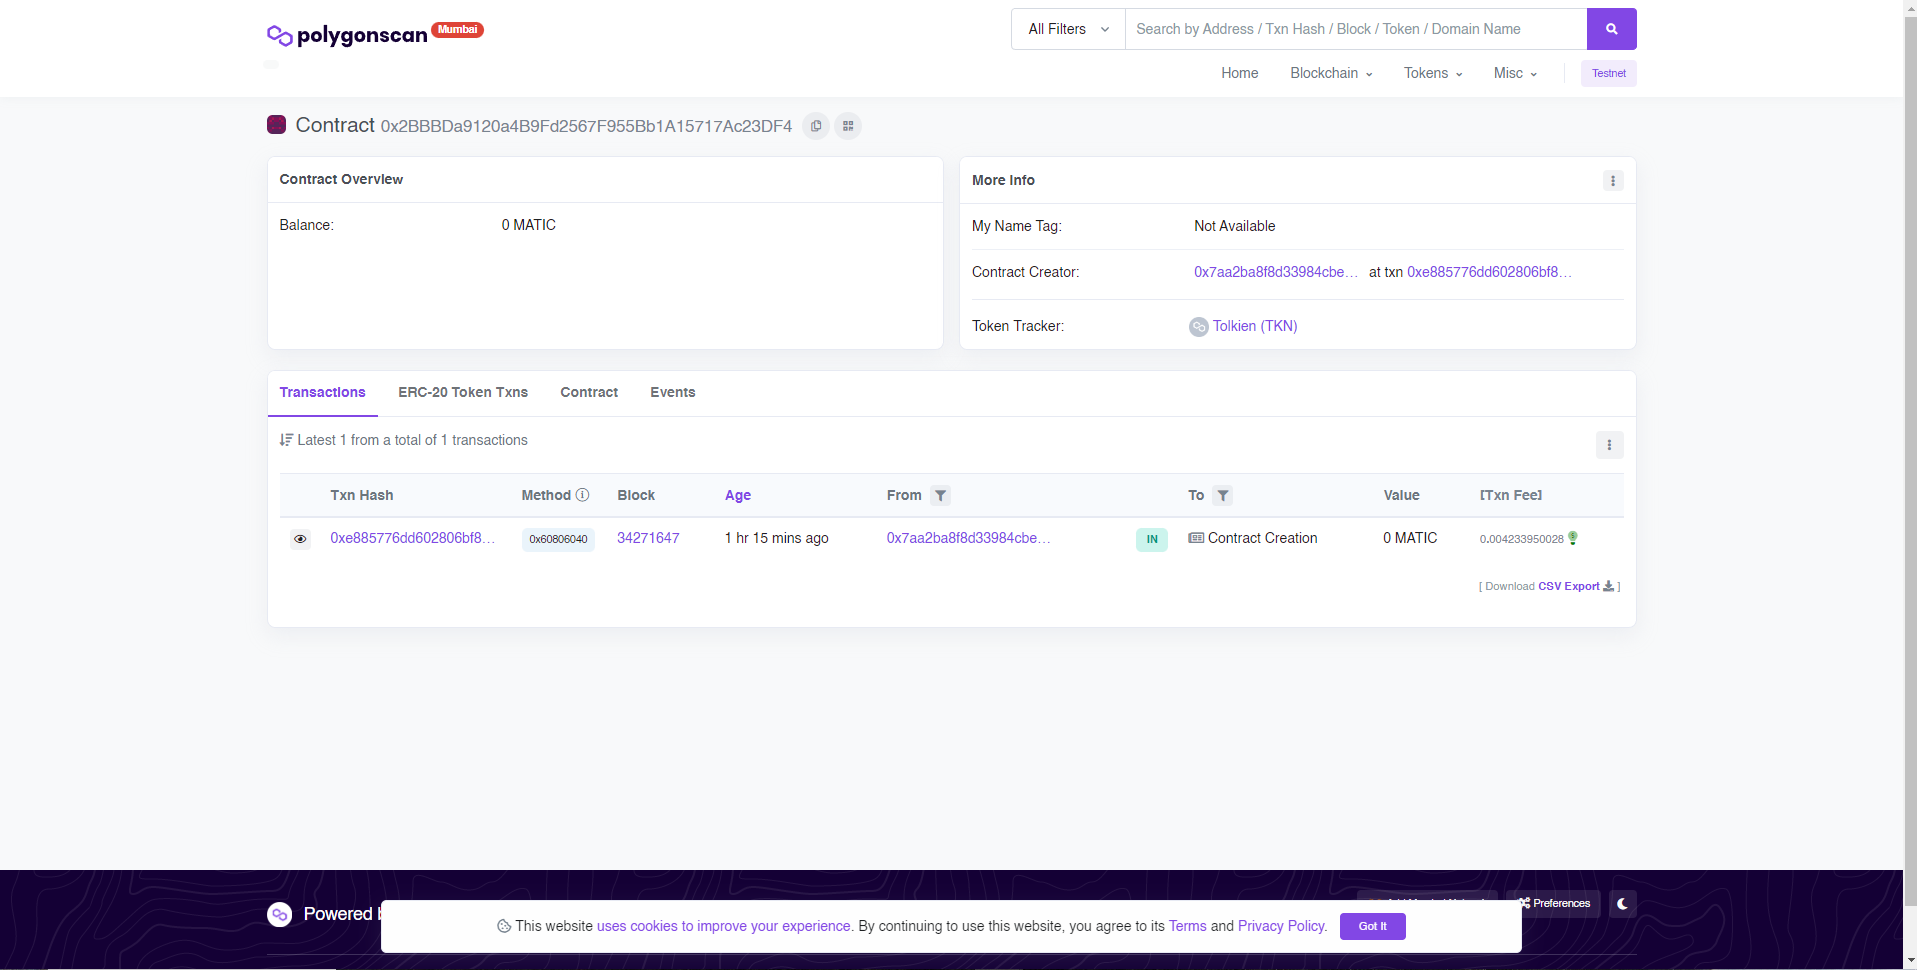 polygonscan Mumbai
All Filters Search by Address / Txn Hash / Block / Token / Domain Name
Home Blockchain Tokens Misc Testnet
Contract 0x2BBBDa9120a4B9Fd2567F955Bb1A15717Ac23DF4
Contract Overview
Balance: 0 MATIC
More Info
My Name Tag: Not Available
Contract Creator: 0x7aa2ba8f8d33984cbe… at txn 0xe885776dd602806bf8…
Token Tracker: Tolkien (TKN)
Transactions ERC-20 Token Txns Contract Events
Latest 1 from a total of 1 transactions
Txn Hash Method Block Age From To Value [Txn Fee]
0xe885776dd602806bf8… 0x60806040 34271647 1 hr 15 mins ago 0x7aa2ba8f8d33984cbe… IN Contract Creation 0 MATIC 0.004233950028
[ Download CSV Export ]
Powered
Preferences
This website uses cookies to improve your experience. By continuing to use this website, you agree to its Terms and Privacy Policy. Got It